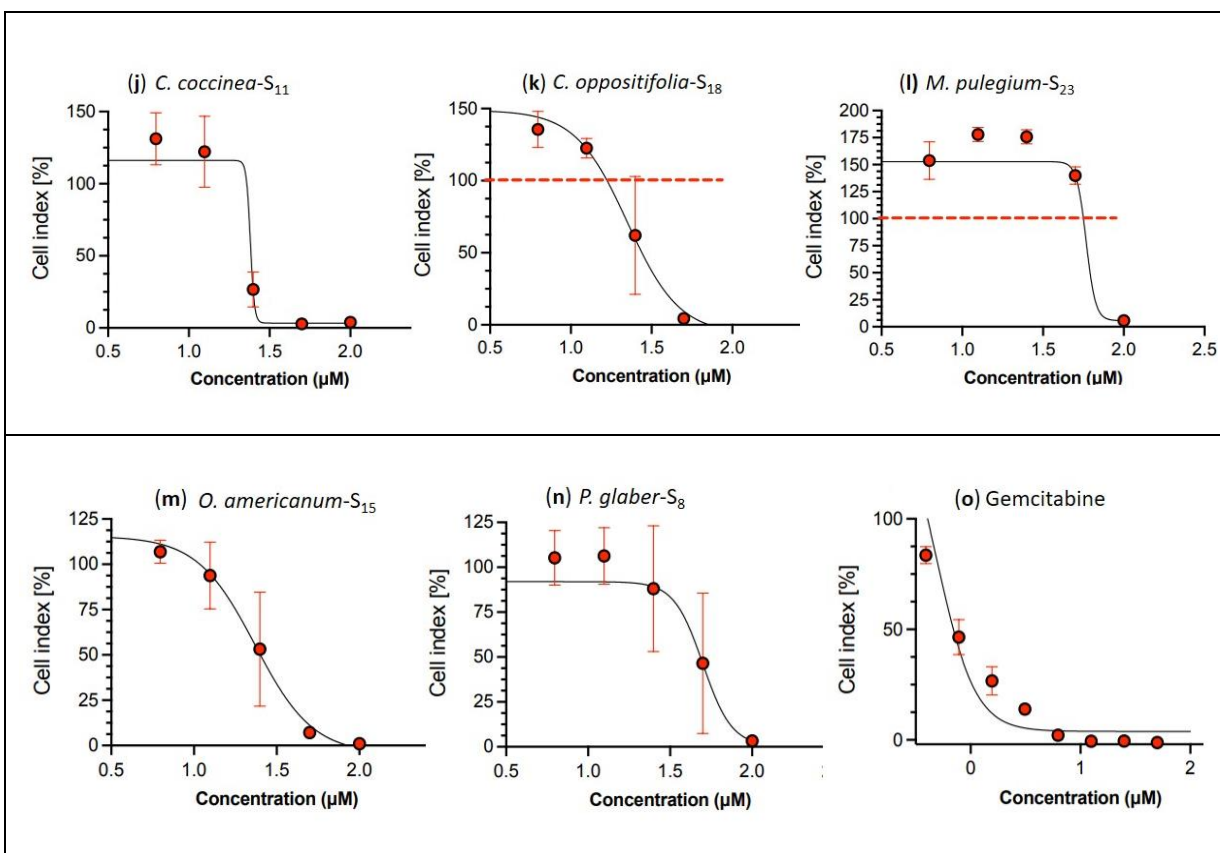 (j) C. coccinea-S₁₁
(k) C. oppositifolia-S₁₈
(l) M. pulegium-S₂₃
Cell index [%]
150
100
50
0
0.5 1.0 1.5 2.0
Concentration (µM)
Cell index [%]
150
100
50
0
0.5 1.0 1.5 2.0
Concentration (µM)
Cell index [%]
200
175
150
125
100
75
50
25
0
0.5 1.0 1.5 2.0 2.5
Concentration (µM)
(m) O. americanum-S₁₅
(n) P. glaber-S₈
(o) Gemcitabine
Cell index [%]
125
100
75
50
25
0
0.5 1.0 1.5 2.0
Concentration (µM)
Cell index [%]
125
100
75
50
25
0
0.5 1.0 1.5 2.0
Concentration (µM)
Cell index [%]
100
50
0
0 1 2
Concentration (µM)